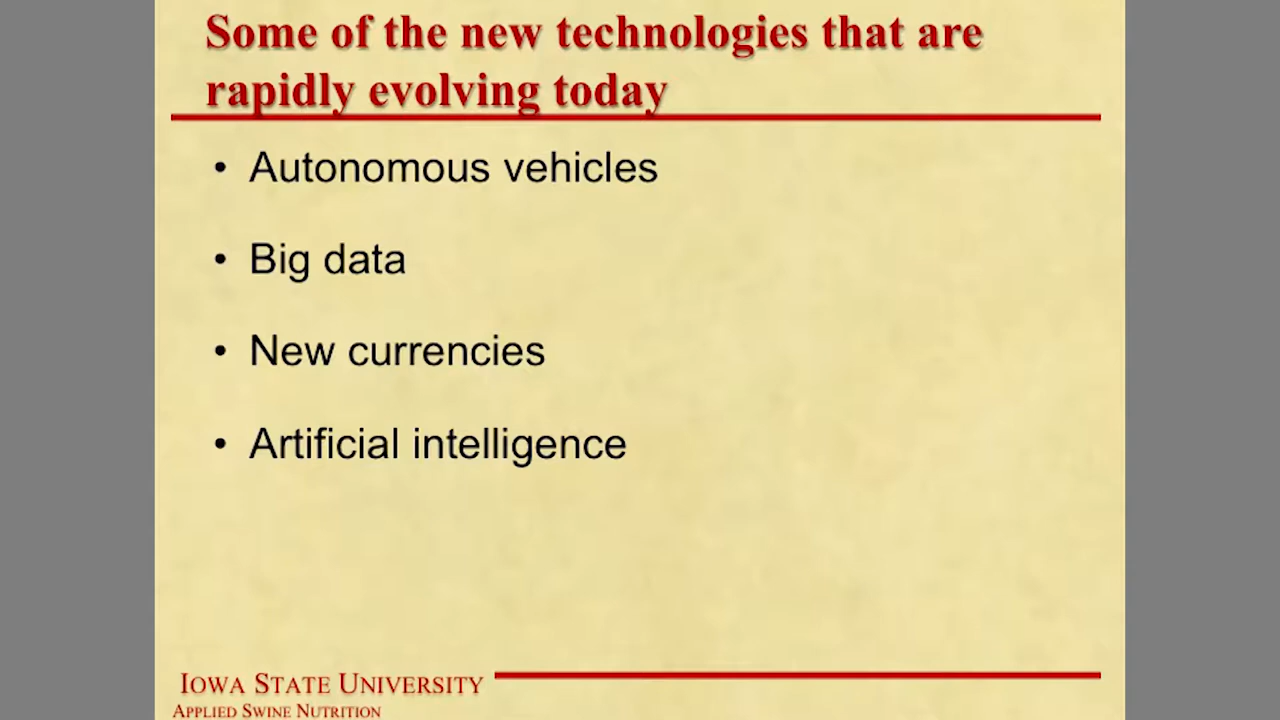 Some of the new technologies that are
rapidly evolving today
• Autonomous vehicles
• Big data
• New currencies
• Artificial intelligence
IOWA STATE UNIVERSITY
APPLIED SWINE NUTRITION